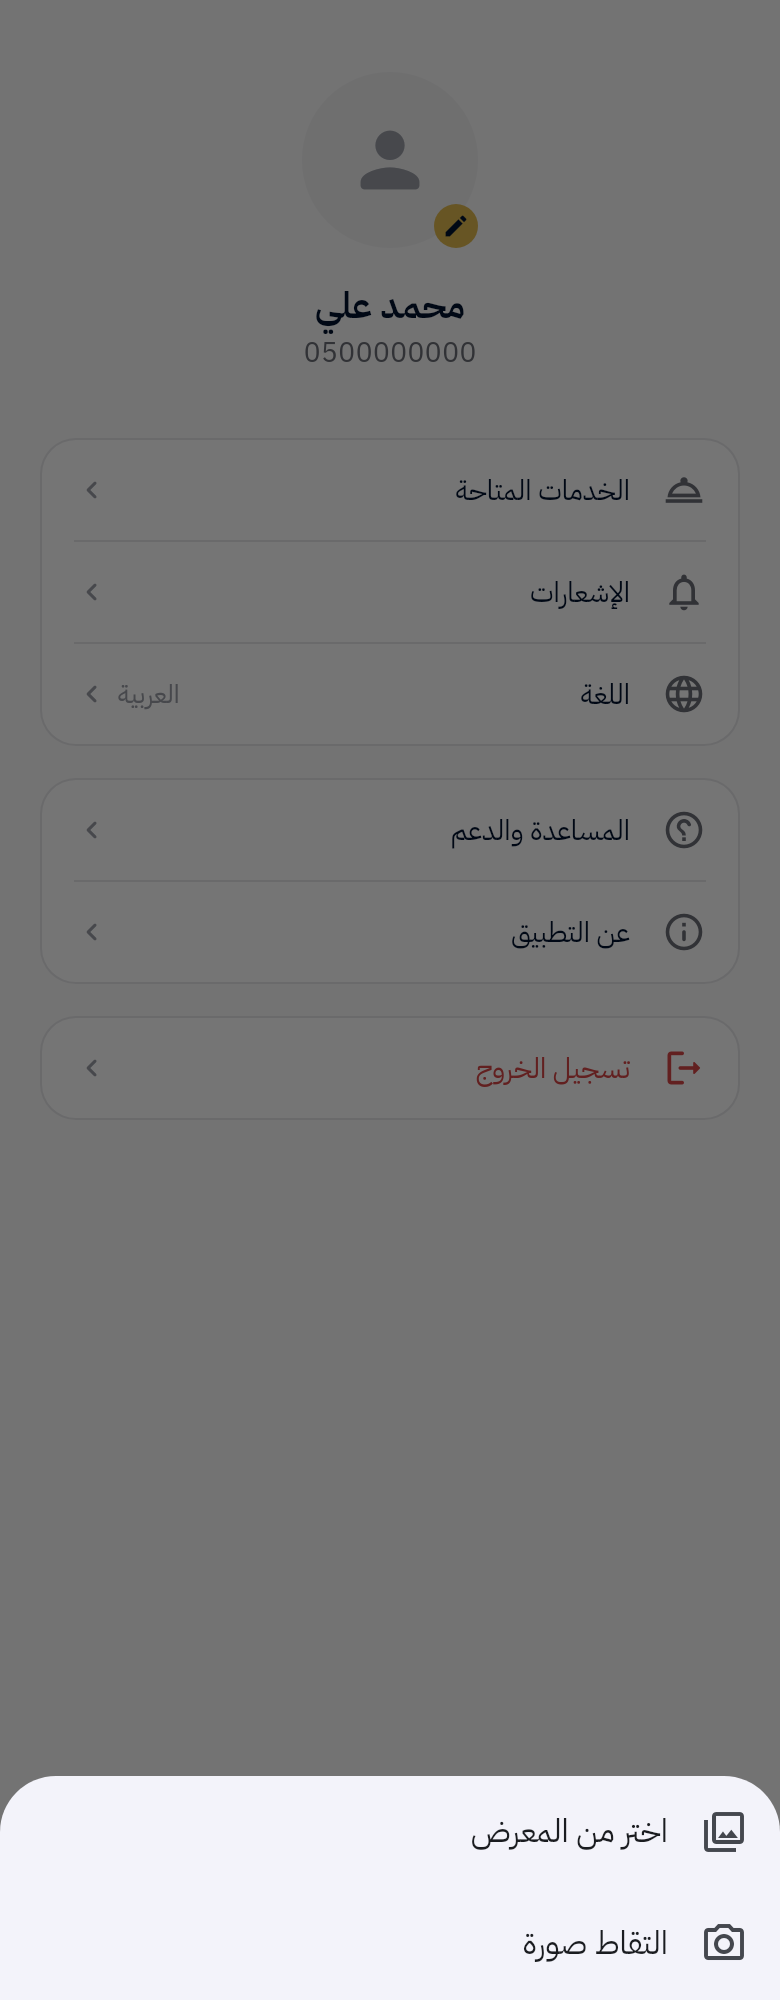 محمد علي
0500000000
الخدمات المتاحة
الإشعارات
اللغة العربية
المساعدة والدعم
عن التطبيق
تسجيل الخروج
اختر من المعرض
التقاط صورة